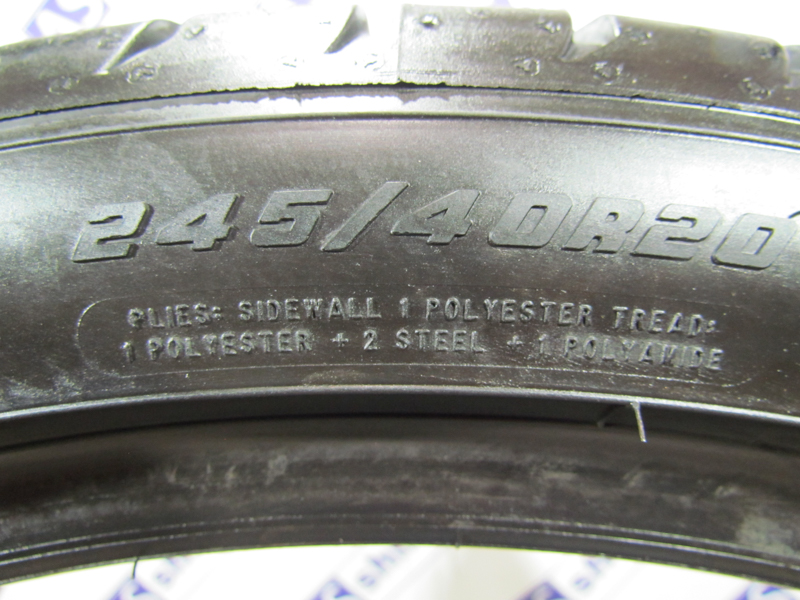 245/40R20
PLIES: SIDEWALL 1 POLYESTER TREAD:
1 POLYESTER + 2 STEEL + 1 POLYAMIDE